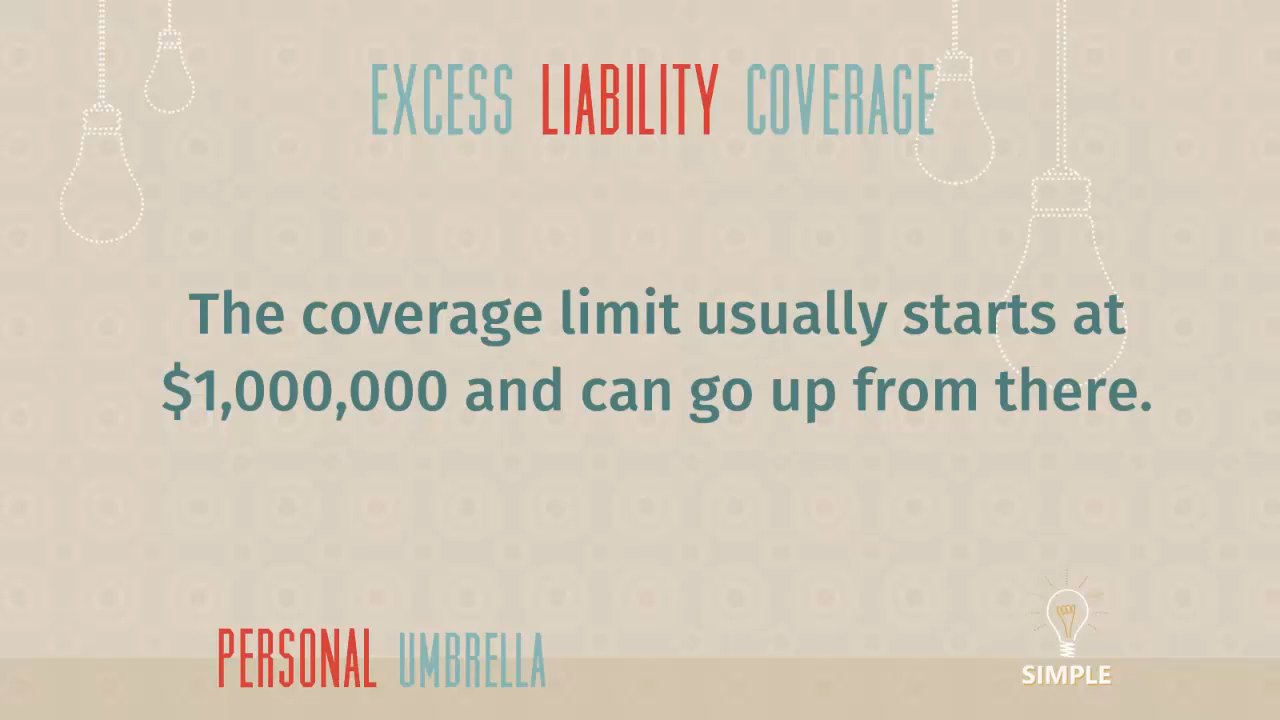 EXCESS LIABILITY COVERAGE
The coverage limit usually starts at
$1,000,000 and can go up from there.
PERSONAL UMBRELLA
SIMPLE